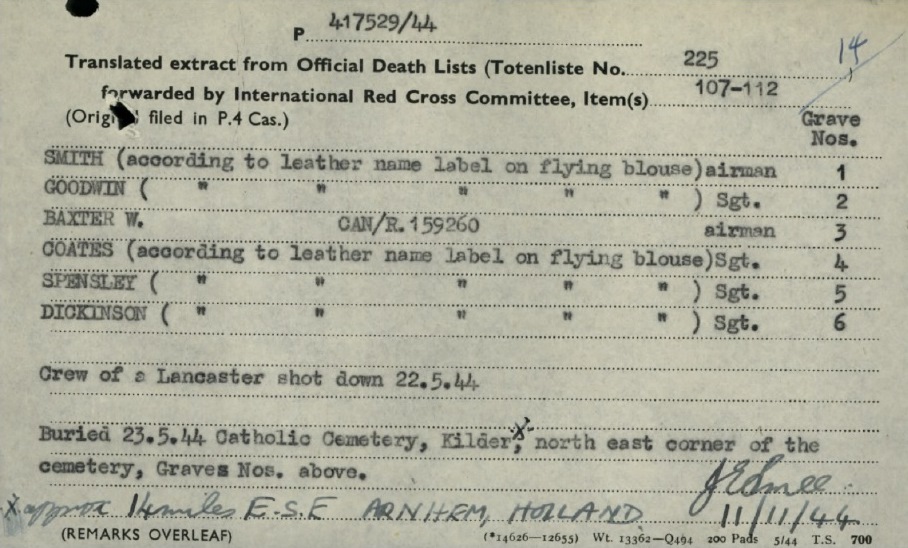 P 417529/44
14
Translated extract from Official Death Lists (Totenliste No. 225 )
forwarded by International Red Cross Committee, Item(s) 107-112
(Orig filed in P.4 Cas.)
Grave
Nos.
SMITH (according to leather name label on flying blouse)airman 1
GOODWIN ( " " " " " ) Sgt. 2
BAXTER W. CAN/R.159260 airman 3
COATES (according to leather name label on flying blouse)Sgt. 4
SPENSLEY ( " " " " " ) Sgt. 5
DICKINSON ( " " " " " ) Sgt. 6
Crew of a Lancaster shot down 22.5.44
Buried 23.5.44 Catholic Cemetery, Kilder,x north east corner of the
cemetery, Graves Nos. above.
x approx 14 miles E.S.E ARNHEM, HOLLAND.
11/11/44
(REMARKS OVERLEAF) (*14626—12655) Wt. 13362—Q494 200 Pads 5/44 T.S. 700